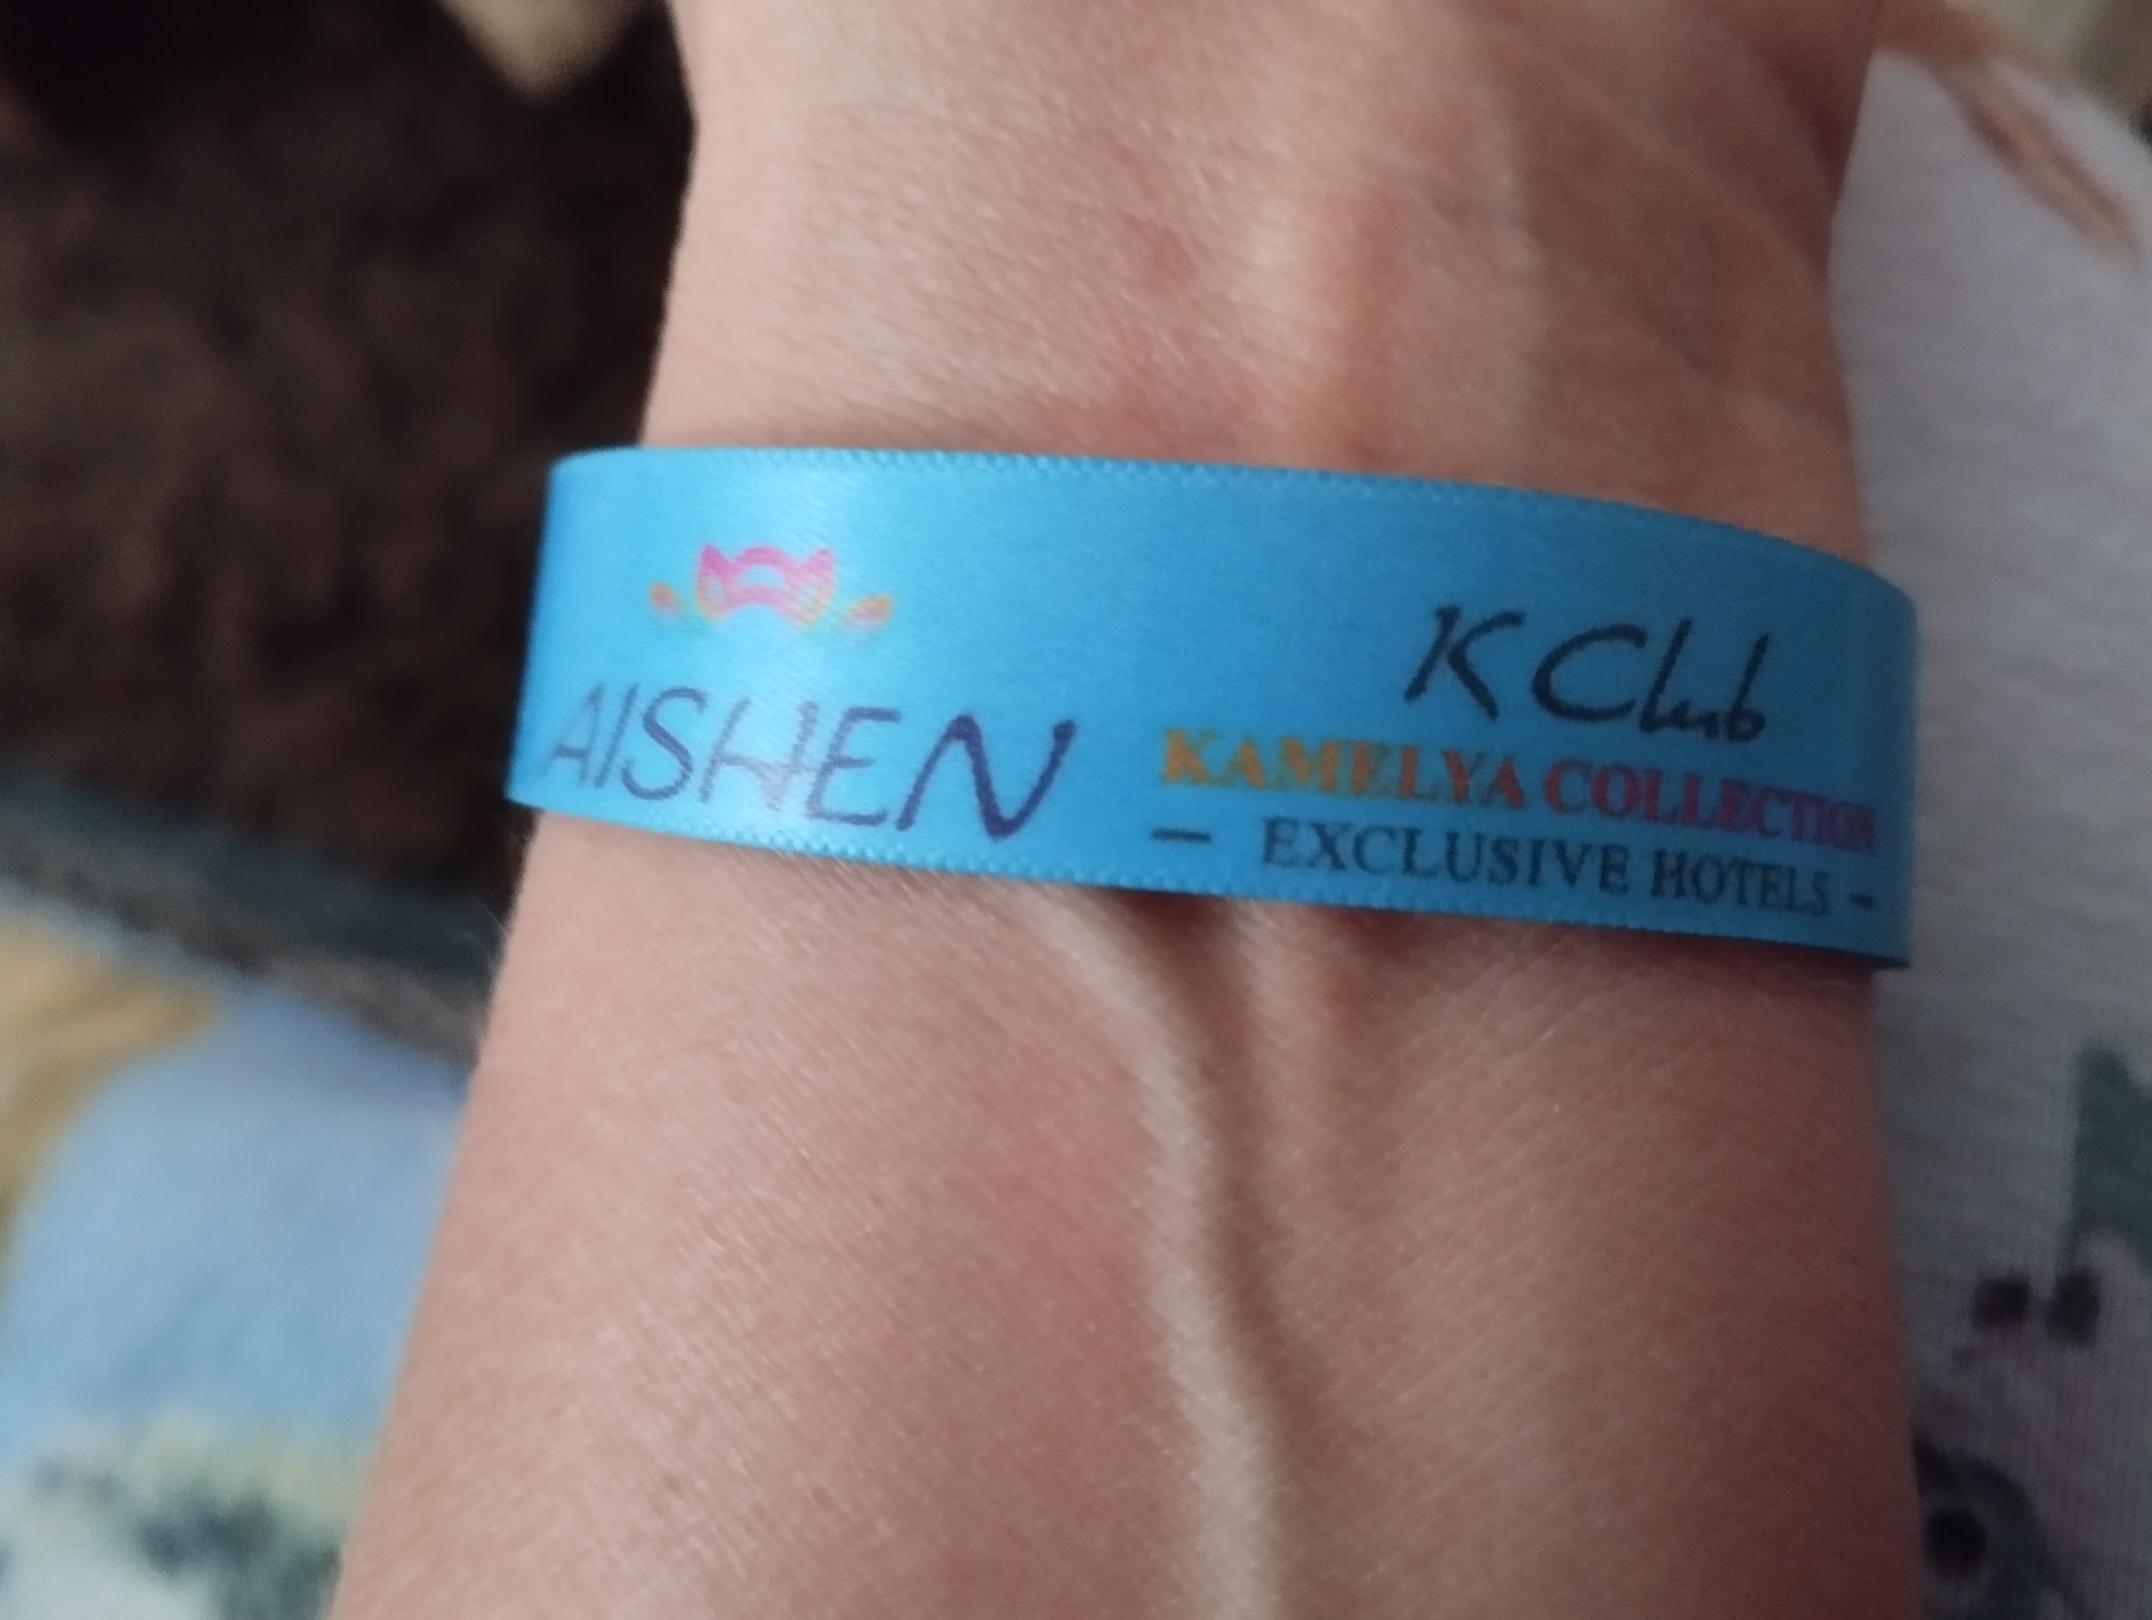 AISHEN
K Club
KAMELYA COLLECTION
— EXCLUSIVE HOTELS -